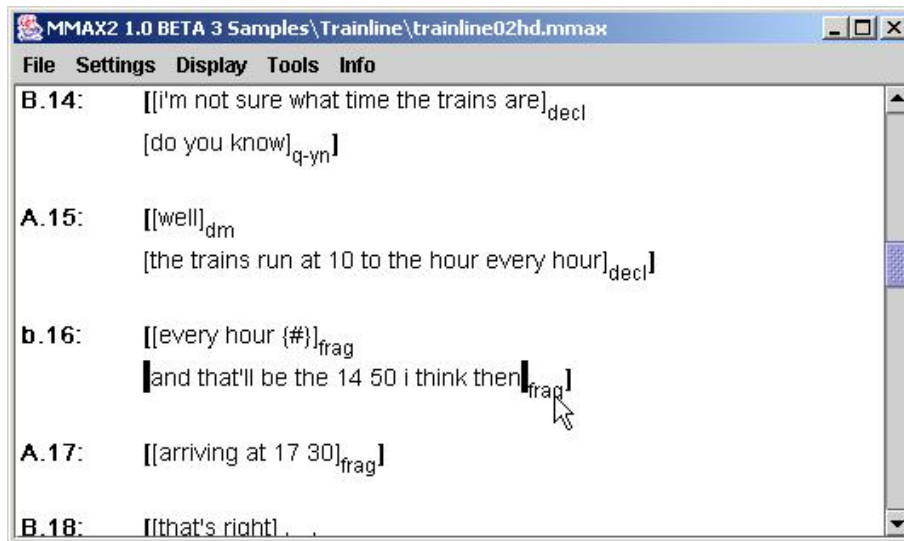 MMAX2 1.0 BETA 3 Samples\Trainline\trainline02hd.mmax
File Settings Display Tools Info
B.14: [[i'm not sure what time the trains are]decl
[do you know]q-yn]
A.15: [[well]dm
[the trains run at 10 to the hour every hour]decl]
b.16: [[every hour {#}]frag
[and that'll be the 14 50 i think then]frag]
A.17: [[arriving at 17 30]frag]
B.18: [[that's right]